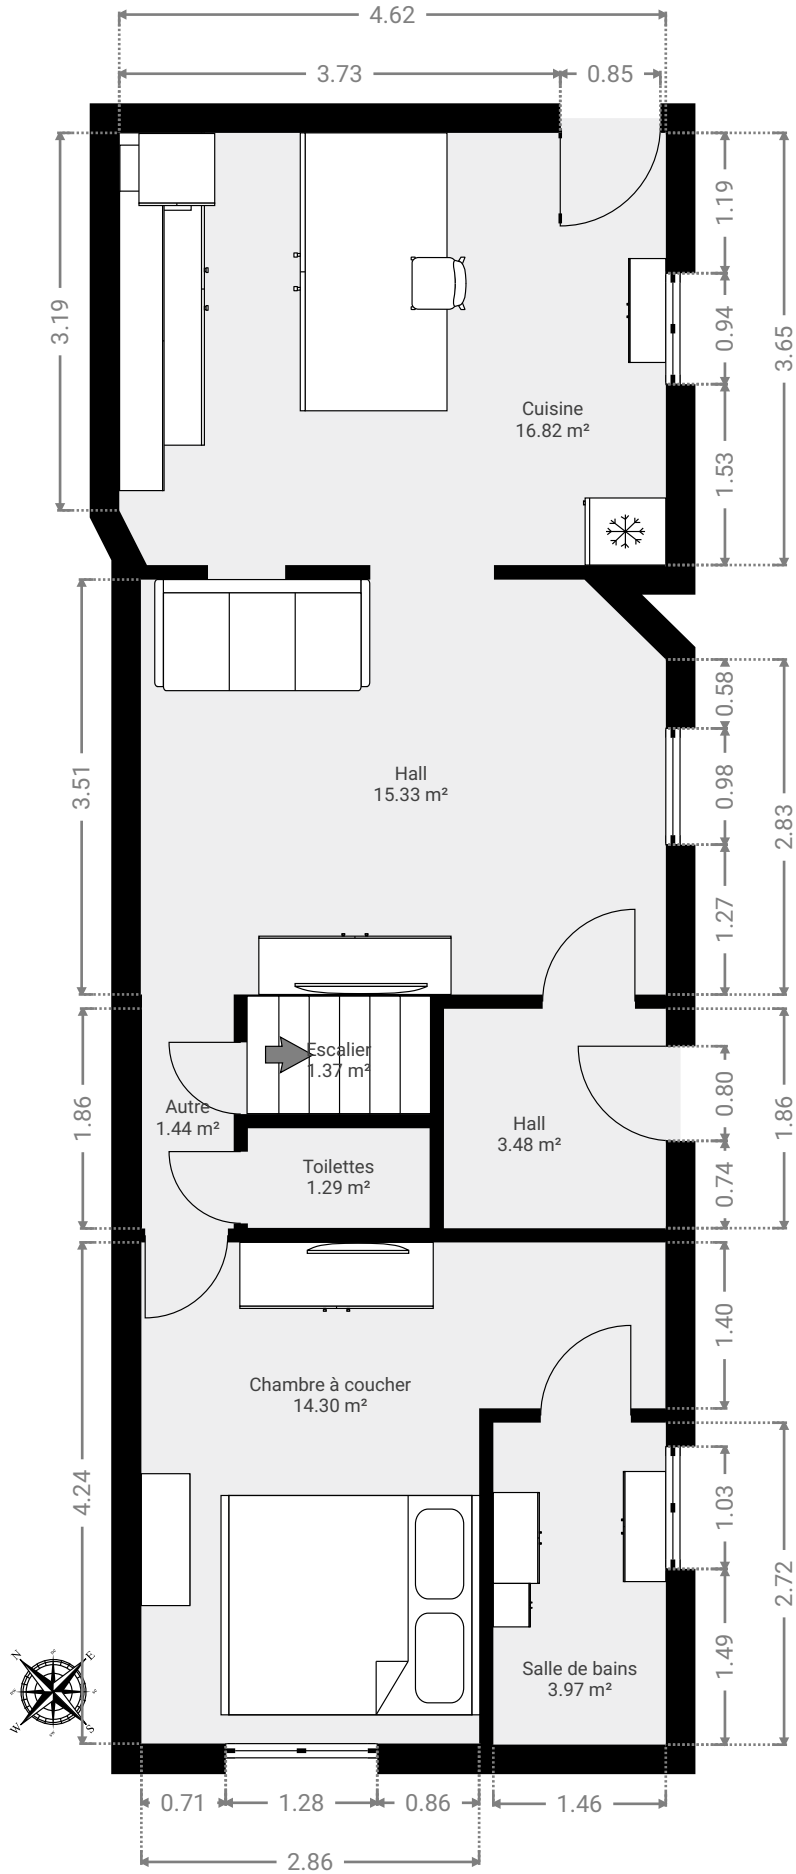 4.62
3.73
0.85
3.19
1.19
0.94
3.65
1.53
Cuisine
16.82 m²
0.58
3.51
0.98
2.83
Hall
15.33 m²
1.27
Escalier
1.37 m²
Autre
1.44 m²
1.86
Toilettes
1.29 m²
Hall
3.48 m²
0.80
1.86
0.74
1.40
Chambre à coucher
14.30 m²
4.24
1.03
2.72
1.49
Salle de bains
3.97 m²
N
E
W
S
0.71
1.28
0.86
1.46
2.86